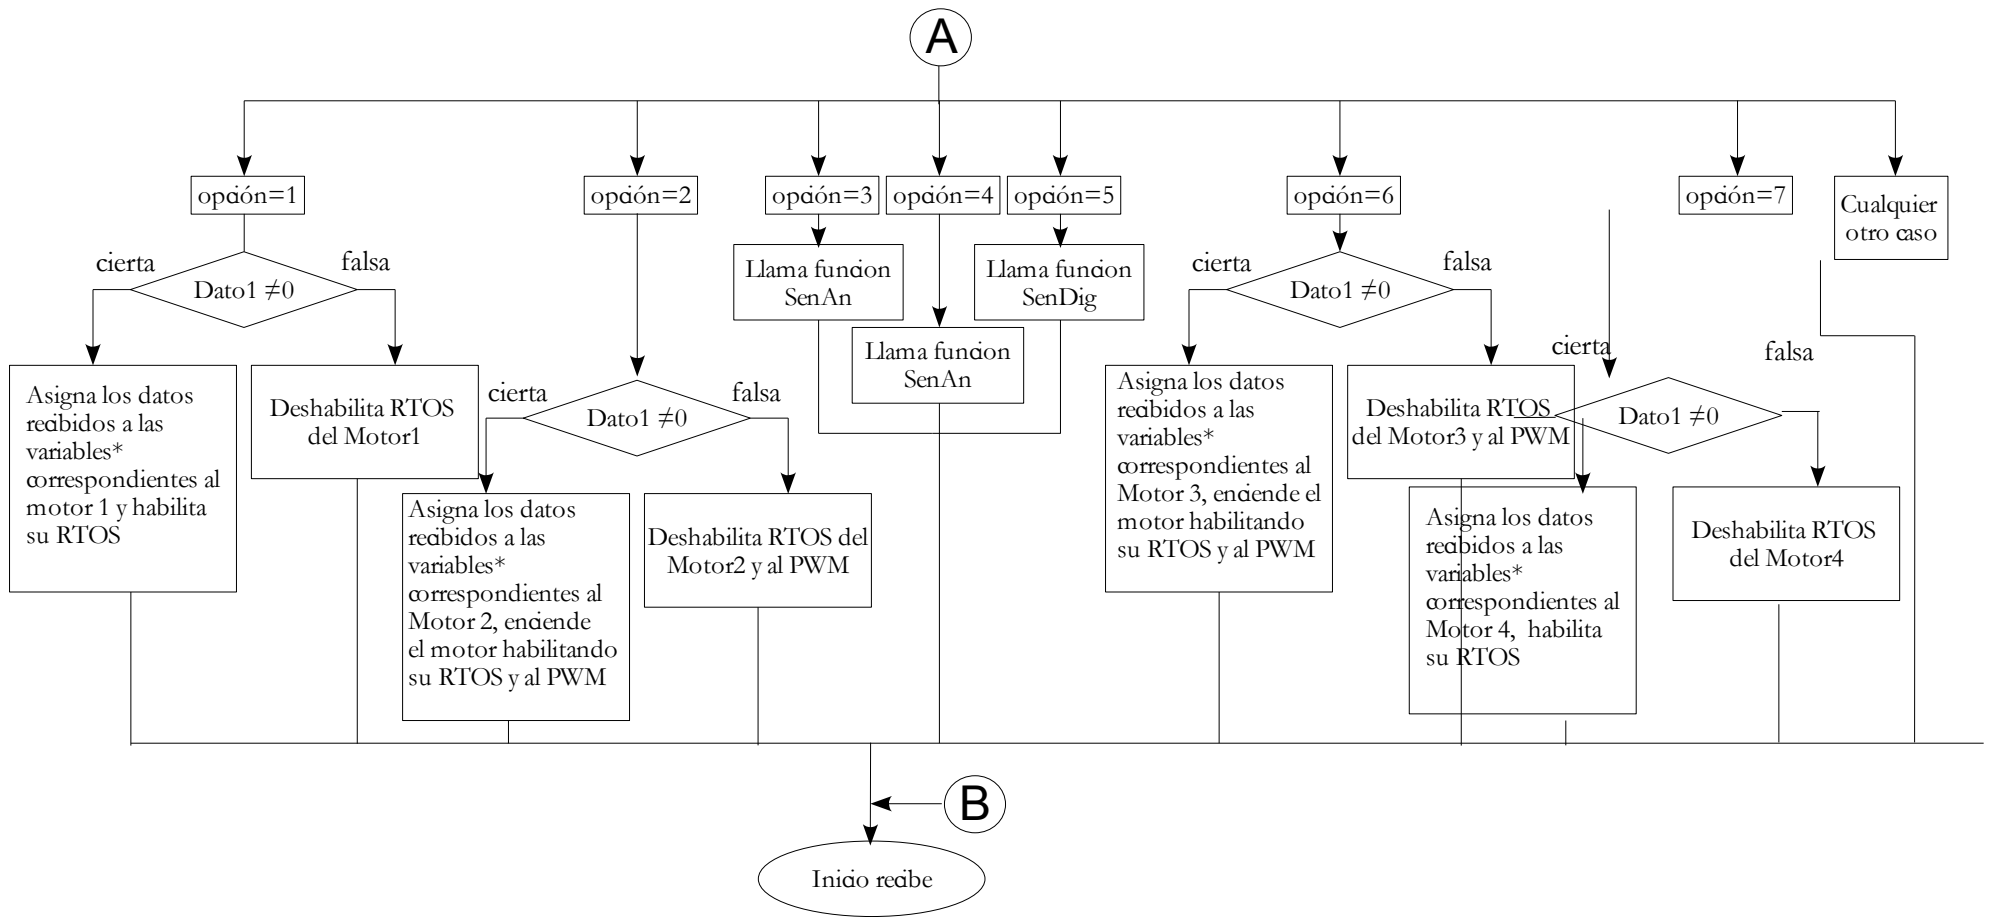 A
opción=1
opción=2
opción=3
opción=4
opción=5
opción=6
opción=7
Cualquier
otro caso
cierta
falsa
Dato1 ≠0
Llama funcion
SenAn
Llama funcion
SenDig
Llama funcion
SenAn
cierta
falsa
Dato1 ≠0
Asigna los datos
recibidos a las
variables*
correspondientes al
motor 1 y habilita
su RTOS
Deshabilita RTOS
del Motor1
cierta
falsa
Dato1 ≠0
Asigna los datos
recibidos a las
variables*
correspondientes al
Motor 2, enciende
el motor habilitando
su RTOS y al PWM
Deshabilita RTOS del
Motor2 y al PWM
Asigna los datos
recibidos a las
variables*
correspondientes al
Motor 3, enciende el
motor habilitando
su RTOS y al PWM
Deshabilita RTOS
del Motor3 y al PWM
cierta
falsa
Dato1 ≠0
Asigna los datos
recibidos a las
variables*
correspondientes al
Motor 4, habilita
su RTOS
Deshabilita RTOS
del Motor4
B
Inicio recibe